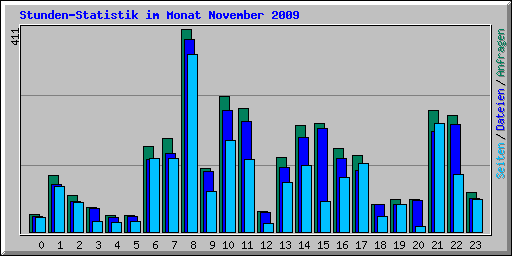 Stunden-Statistik im Monat November 2009
411
0 1 2 3 4 5 6 7 8 9 10 11 12 13 14 15 16 17 18 19 20 21 22 23
Seiten / Dateien / Anfragen